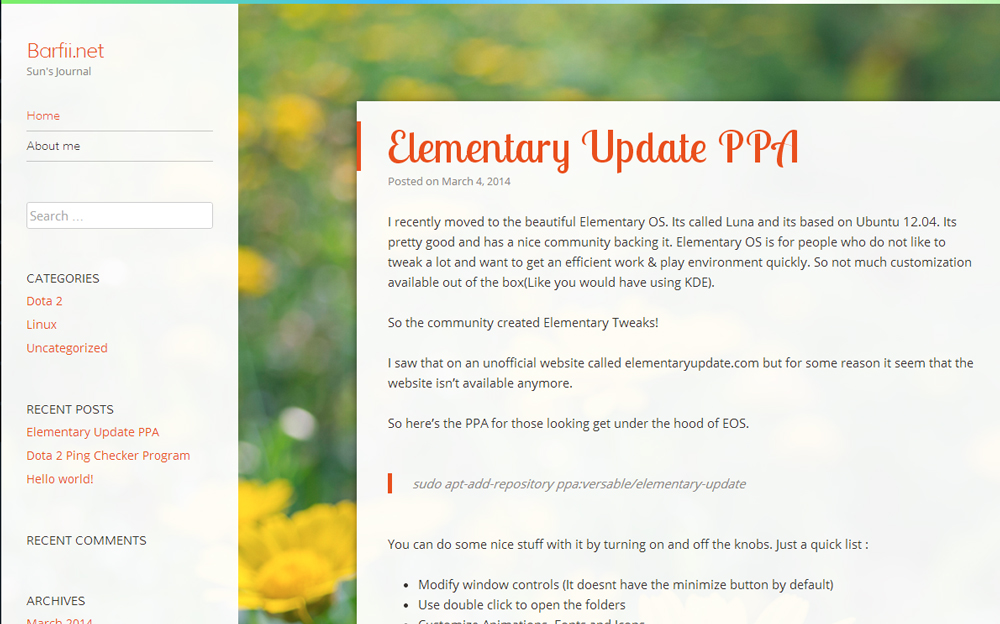 Barfii.net
Sun's Journal
Home
About me
Search ...
CATEGORIES
Dota 2
Linux
Uncategorized
RECENT POSTS
Elementary Update PPA
Dota 2 Ping Checker Program
Hello world!
RECENT COMMENTS
ARCHIVES
March 2014
Elementary Update PPA
Posted on March 4, 2014
I recently moved to the beautiful Elementary OS. Its called Luna and its based on Ubuntu 12.04. Its
pretty good and has a nice community backing it. Elementary OS is for people who do not like to
tweak a lot and want to get an efficient work & play environment quickly. So not much customization
available out of the box(Like you would have using KDE).
So the community created Elementary Tweaks!
I saw that on an unofficial website called elementaryupdate.com but for some reason it seem that the
website isn’t available anymore.
So here’s the PPA for those looking get under the hood of EOS.
sudo apt-add-repository ppa:versable/elementary-update
You can do some nice stuff with it by turning on and off the knobs. Just a quick list :
• Modify window controls (It doesnt have the minimize button by default)
• Use double click to open the folders
• Customize Animations, Fonts and Icons